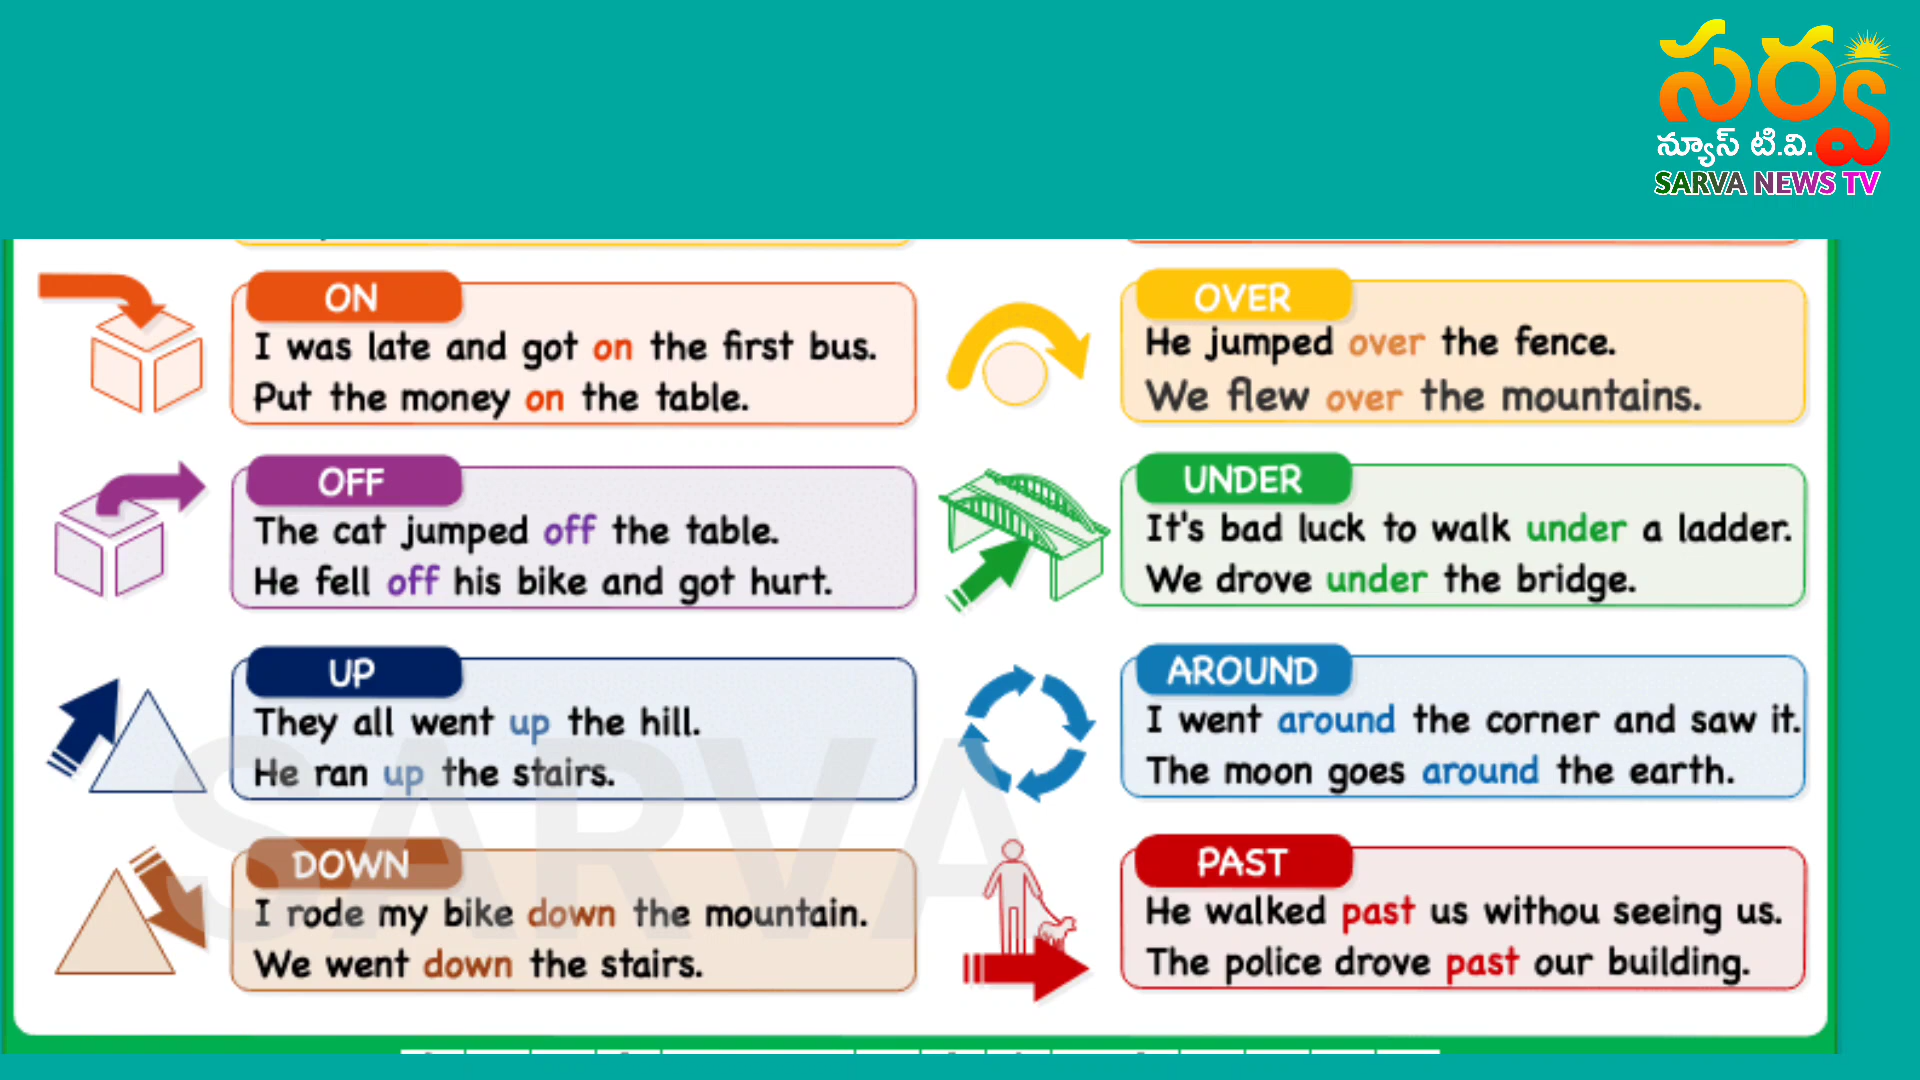 సర్వ
న్యూస్ టి.వి.
SARVA NEWS TV
ON
I was late and got on the first bus.
Put the money on the table.
OFF
The cat jumped off the table.
He fell off his bike and got hurt.
UP
They all went up the hill.
He ran up the stairs.
DOWN
I rode my bike down the mountain.
We went down the stairs.
OVER
He jumped over the fence.
We flew over the mountains.
UNDER
It's bad luck to walk under a ladder.
We drove under the bridge.
AROUND
I went around the corner and saw it.
The moon goes around the earth.
PAST
He walked past us withou seeing us.
The police drove past our building.
SARVA